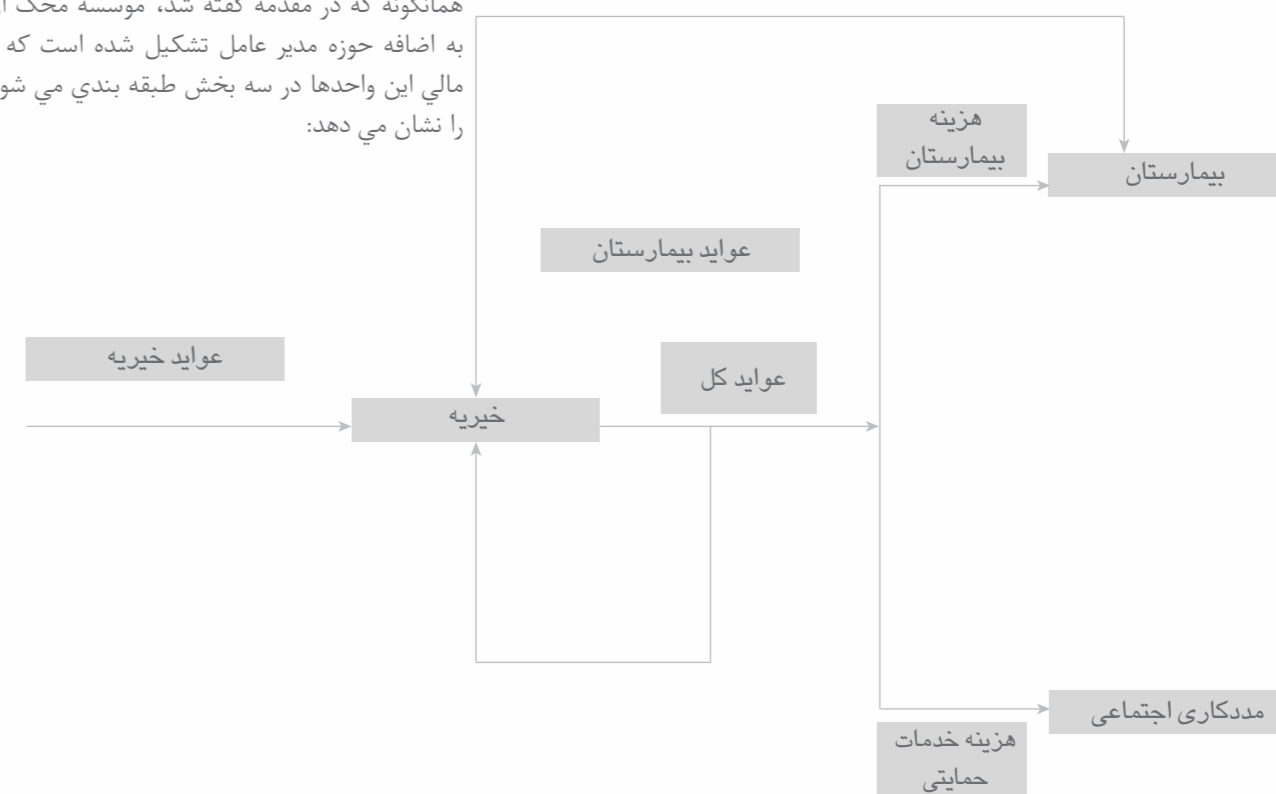 همانگونه که در مقدمه گفته شد، موسسه محک از
به اضافه حوزه مدیر عامل تشکیل شده است که
مالي این واحدها در سه بخش طبقه بندي مي شو
را نشان مي دهد:
هزینه
بیمارستان
بیمارستان
عواید بیمارستان
عواید خیریه
عواید کل
خیریه
مددکاری اجتماعی
هزینه خدمات
حمایتی